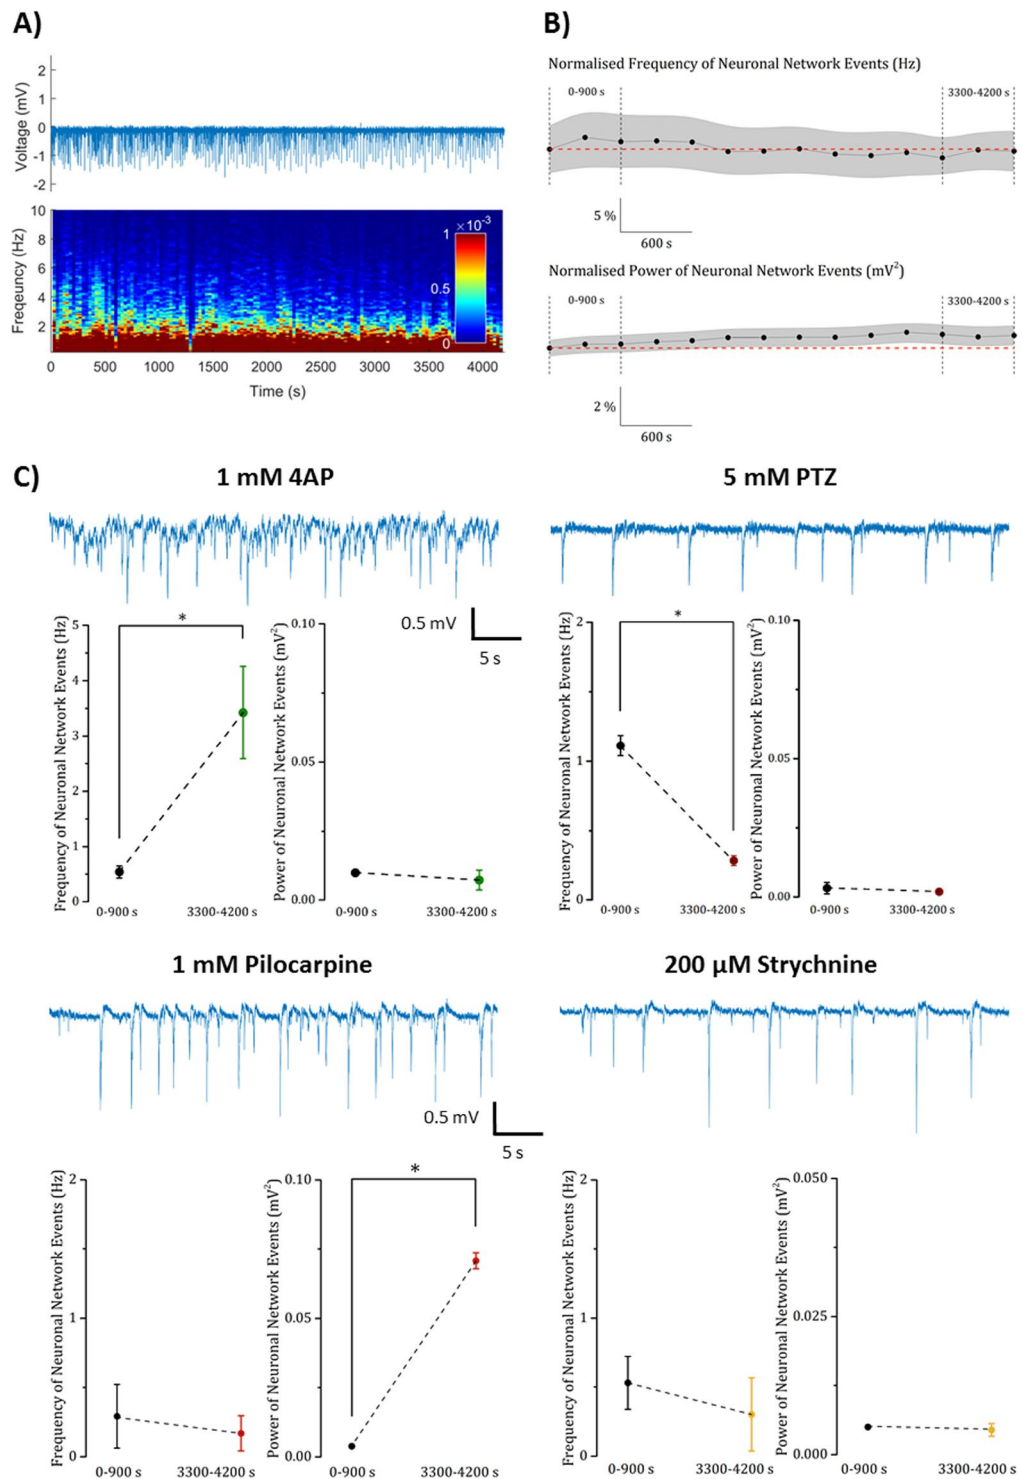 A)
B)
2
1
0
-1
-2
Voltage (mV)
10
8
6
4
2
Freqeuncy (Hz)
1 ×10-3
0.5
0
0 500 1000 1500 2000 2500 3000 3500 4000
Time (s)
Normalised Frequency of Neuronal Network Events (Hz)
0-900 s
3300-4200 s
5 %
600 s
Normalised Power of Neuronal Network Events (mV2)
0-900 s
3300-4200 s
2 %
600 s
C)
1 mM 4AP
5 mM PTZ
0.5 mV
5 s
Frequency of Neuronal Network Events (Hz)
5
4
3
2
1
0
*
0-900 s 3300-4200 s
Power of Neuronal Network Events (mV2)
0.10
0.05
0.00
0-900 s 3300-4200 s
Frequency of Neuronal Network Events (Hz)
2
1
0
*
0-900 s 3300-4200 s
Power of Neuronal Network Events (mV2)
0.10
0.05
0.00
0-900 s 3300-4200 s
1 mM Pilocarpine
200 µM Strychnine
0.5 mV
5 s
Frequency of Neuronal Network Events (Hz)
2
1
0
0-900 s 3300-4200 s
Power of Neuronal Network Events (mV2)
0.10
0.05
0.00
*
0-900 s 3300-4200 s
Frequency of Neuronal Network Events (Hz)
2
1
0
0-900 s 3300-4200 s
Power of Neuronal Network Events (mV2)
0.050
0.025
0.000
0-900 s 3300-4200 s